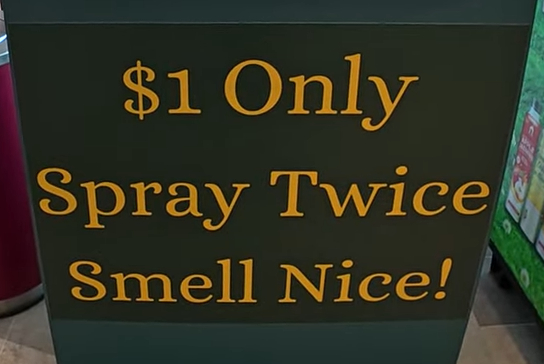 $1 Only
Spray Twice
Smell Nice!